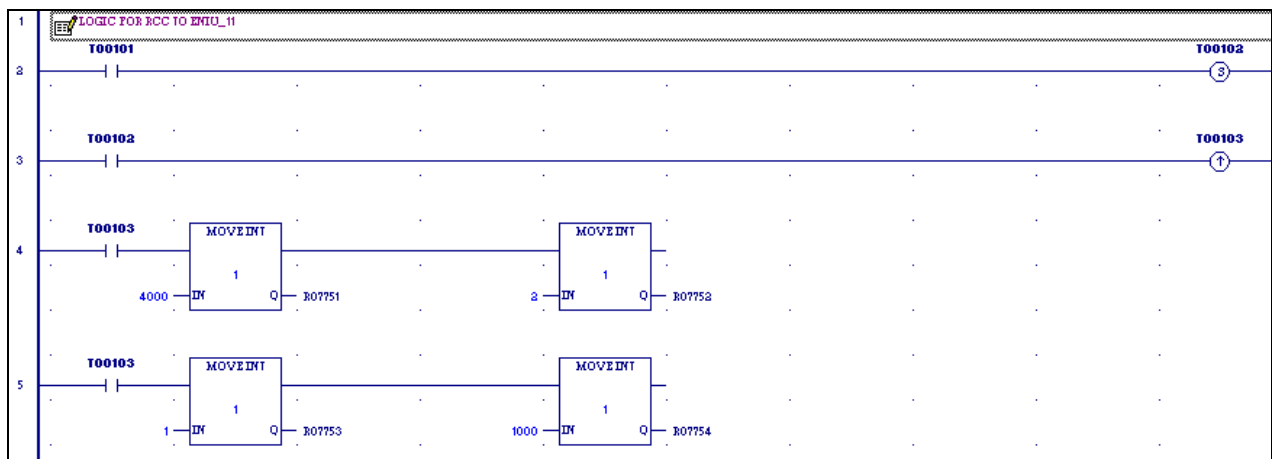 1 LOGIC FOR RCC TO ENIU_11
T00101 T00102
2 S
T00102 T00103
3 ↑
T00103 MOVE INT MOVE INT
4
1 1
4000 IN Q R07751 2 IN Q R07752
T00103 MOVE INT MOVE INT
5
1 1
1 IN Q R07753 1000 IN Q R07754